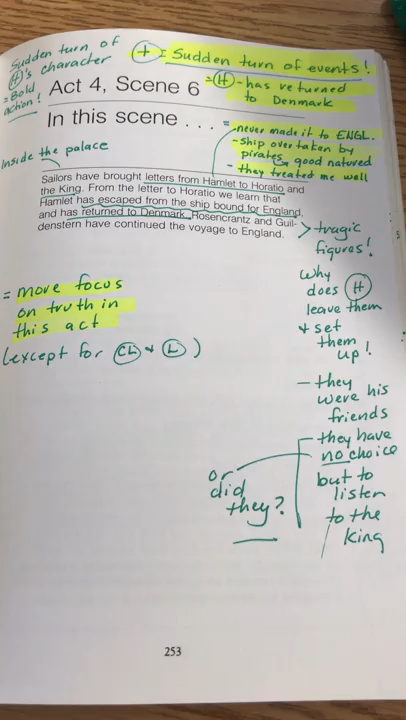 Sudden turn of
(H)'s character
= Bold
action!
(+) = Sudden turn of events!
= (H) - has returned
to Denmark
Act 4, Scene 6
In this scene . . .
= never made it to ENGL.
- ship overtaken by
pirates → good natured
- they treated me well
Inside the palace
Sailors have brought letters from Hamlet to Horatio and
the King. From the letter to Horatio we learn that
Hamlet has escaped from the ship bound for England,
and has returned to Denmark. Rosencrantz and Guil-
denstern have continued the voyage to England.
> tragic
figures!
why
does (H)
leave them
+ set
them
up!
- they
were his
friends
- they have
no choice
but to
listen
to the
King
or
did
they?
= more focus
on truth in
this act
(except for (CL) + (L))
253